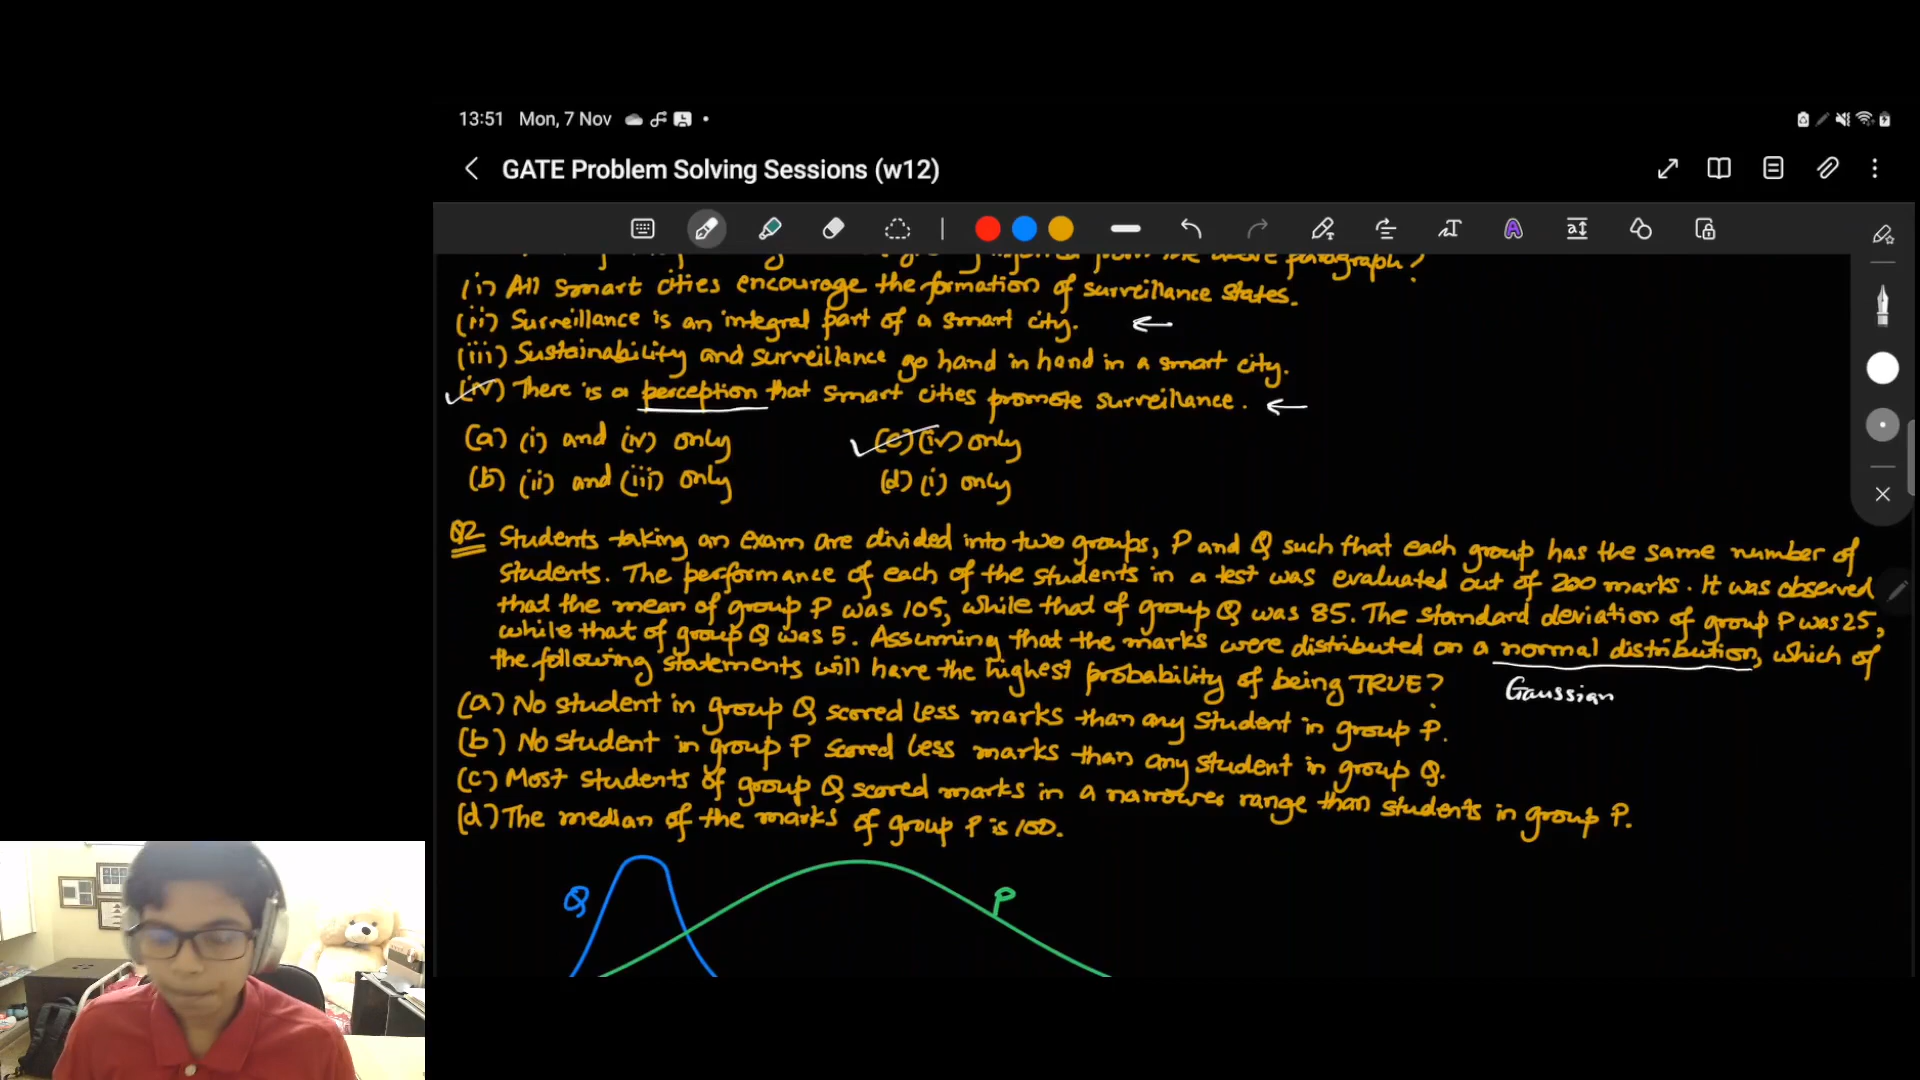 13:51 Mon, 7 Nov
GATE Problem Solving Sessions (w12)
from the above paragraph?
(i) All smart cities encourage the formation of surveillance states.
(ii) Surveillance is an integral part of a smart city.
(iii) Sustainability and surveillance go hand in hand in a smart city.
(iv) There is a perception that smart cities promote surveillance.
(a) (i) and (iv) only (c) (iv) only
(b) (ii) and (iii) only (d) (i) only
Q2 Students taking an exam are divided into two groups, P and Q such that each group has the same number of
students. The performance of each of the students in a test was evaluated out of 200 marks. It was observed
that the mean of group P was 105, while that of group Q was 85. The standard deviation of group P was 25,
while that of group Q was 5. Assuming that the marks were distributed on a normal distribution, which of
the following statements will have the highest probability of being TRUE?
Gaussian
(a) No student in group Q scored less marks than any student in group P.
(b) No student in group P scored less marks than any student in group Q.
(c) Most students of group Q scored marks in a narrower range than students in group P.
(d) The median of the marks of group P is 100.
Q
P